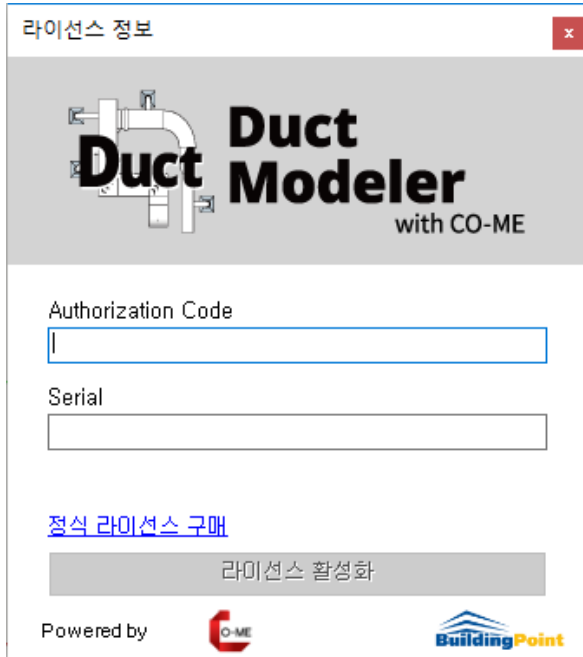 라이선스 정보
x
Duct
Duct
Modeler
with CO-ME
Authorization Code
Serial
정식 라이선스 구매
라이선스 활성화
Powered by
CO-ME
BuildingPoint